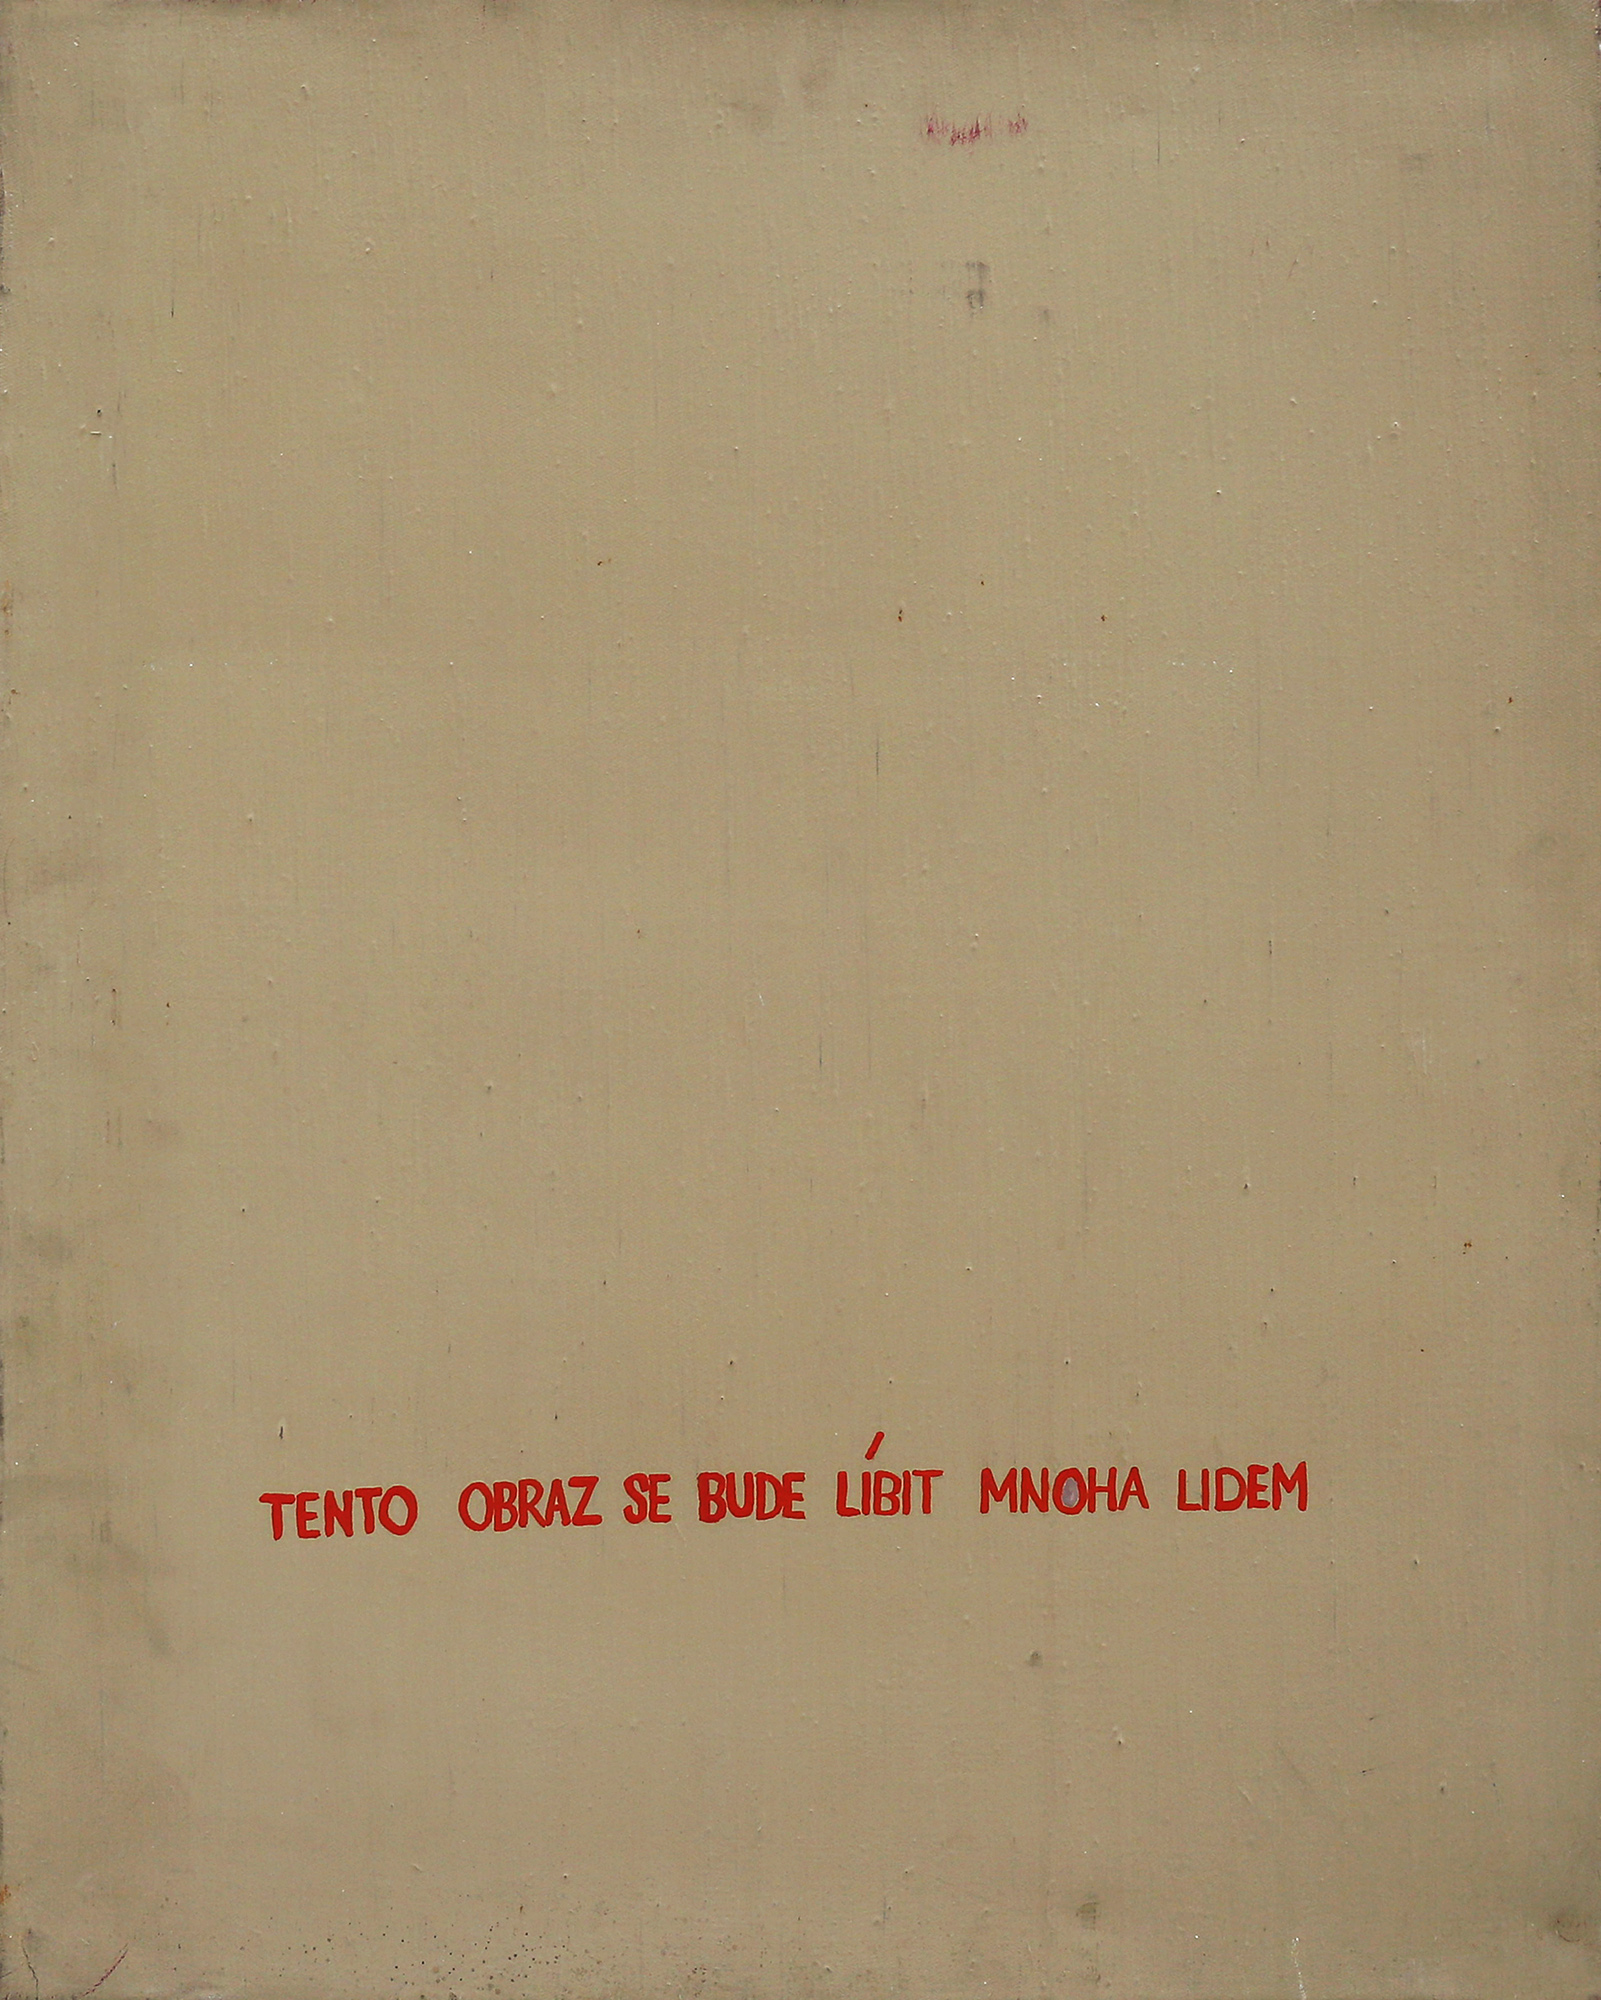 TENTO OBRAZ SE BUDE LÍBIT MNOHA LIDEM